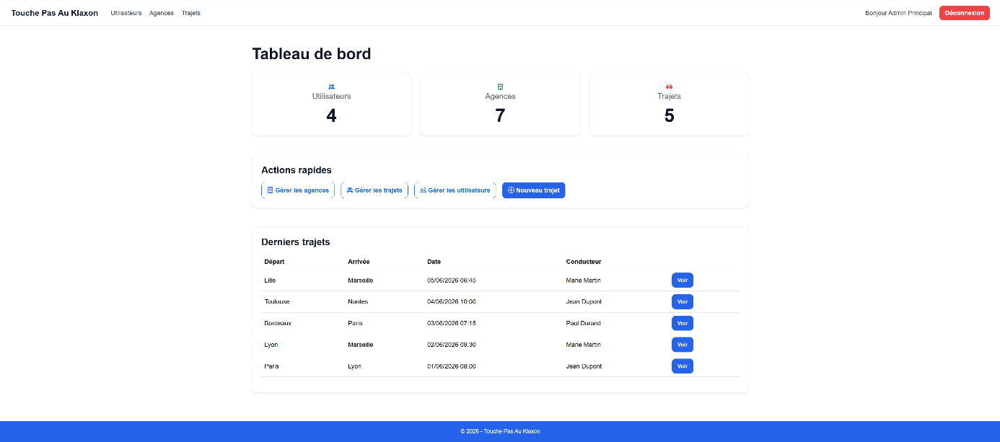 Touche Pas Au Klaxon Utilisateurs Agences Trajets Bonjour Admin Principal Déconnexion
Tableau de bord
Utilisateurs Agences Trajets
4 7 5
Actions rapides
Gérer les agences Gérer les trajets Gérer les utilisateurs Nouveau trajet
Derniers trajets
Départ Arrivée Date Conducteur
Lille Marseille 05/06/2026 06:45 Marie Martin Voir
Toulouse Nantes 04/06/2026 10:00 Jean Dupont Voir
Bordeaux Paris 03/06/2026 07:15 Paul Durand Voir
Lyon Marseille 02/06/2026 09:30 Marie Martin Voir
Paris Lyon 01/06/2026 08:00 Jean Dupont Voir
© 2026 - Touche Pas Au Klaxon